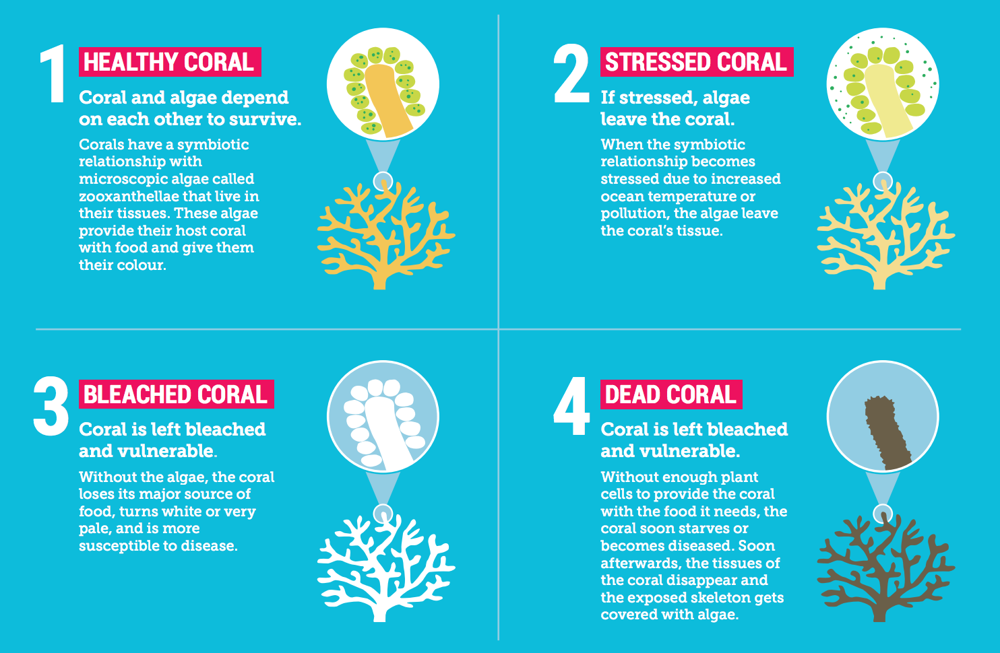 1
HEALTHY CORAL
Coral and algae depend
on each other to survive.
Corals have a symbiotic
relationship with
microscopic algae called
zooxanthellae that live in
their tissues. These algae
provide their host coral
with food and give them
their colour.
2
STRESSED CORAL
If stressed, algae
leave the coral.
When the symbiotic
relationship becomes
stressed due to increased
ocean temperature or
pollution, the algae leave
the coral's tissue.
3
BLEACHED CORAL
Coral is left bleached
and vulnerable.
Without the algae, the coral
loses its major source of
food, turns white or very
pale, and is more
susceptible to disease.
4
DEAD CORAL
Coral is left bleached
and vulnerable.
Without enough plant
cells to provide the coral
with the food it needs, the
coral soon starves or
becomes diseased. Soon
afterwards, the tissues of
the coral disappear and
the exposed skeleton gets
covered with algae.